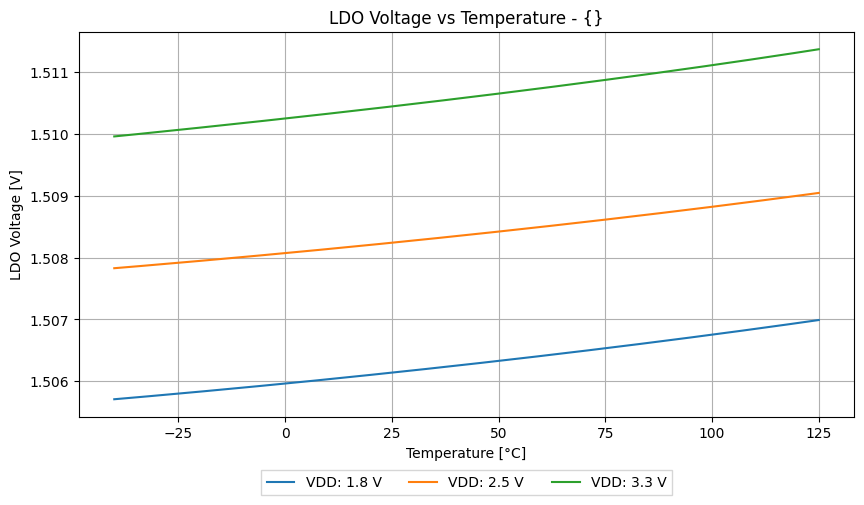 LDO Voltage vs Temperature - {}
LDO Voltage [V]
1.511
1.510
1.509
1.508
1.507
1.506
−25 0 25 50 75 100 125
Temperature [°C]
VDD: 1.8 V VDD: 2.5 V VDD: 3.3 V